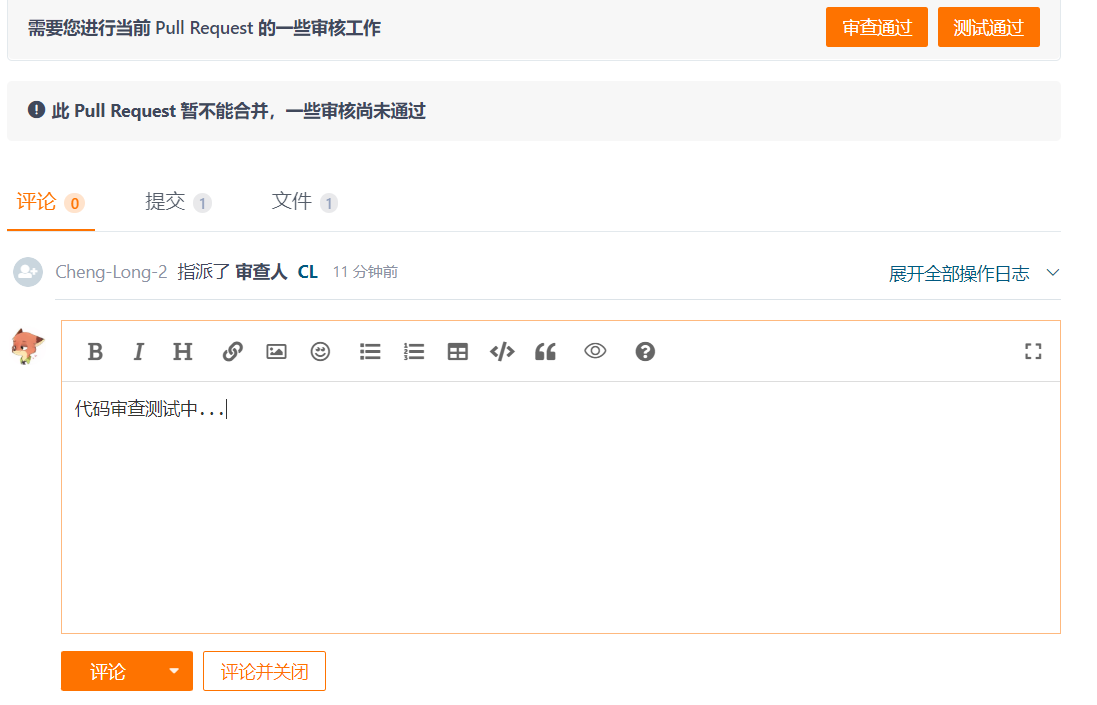 需要您进行当前 Pull Request 的一些审核工作 审查通过 测试通过
此 Pull Request 暂不能合并，一些审核尚未通过
评论 0 提交 1 文件 1
Cheng-Long-2 指派了 审查人 CL 11 分钟前 展开全部操作日志
B I H
代码审查测试中...
评论 评论并关闭